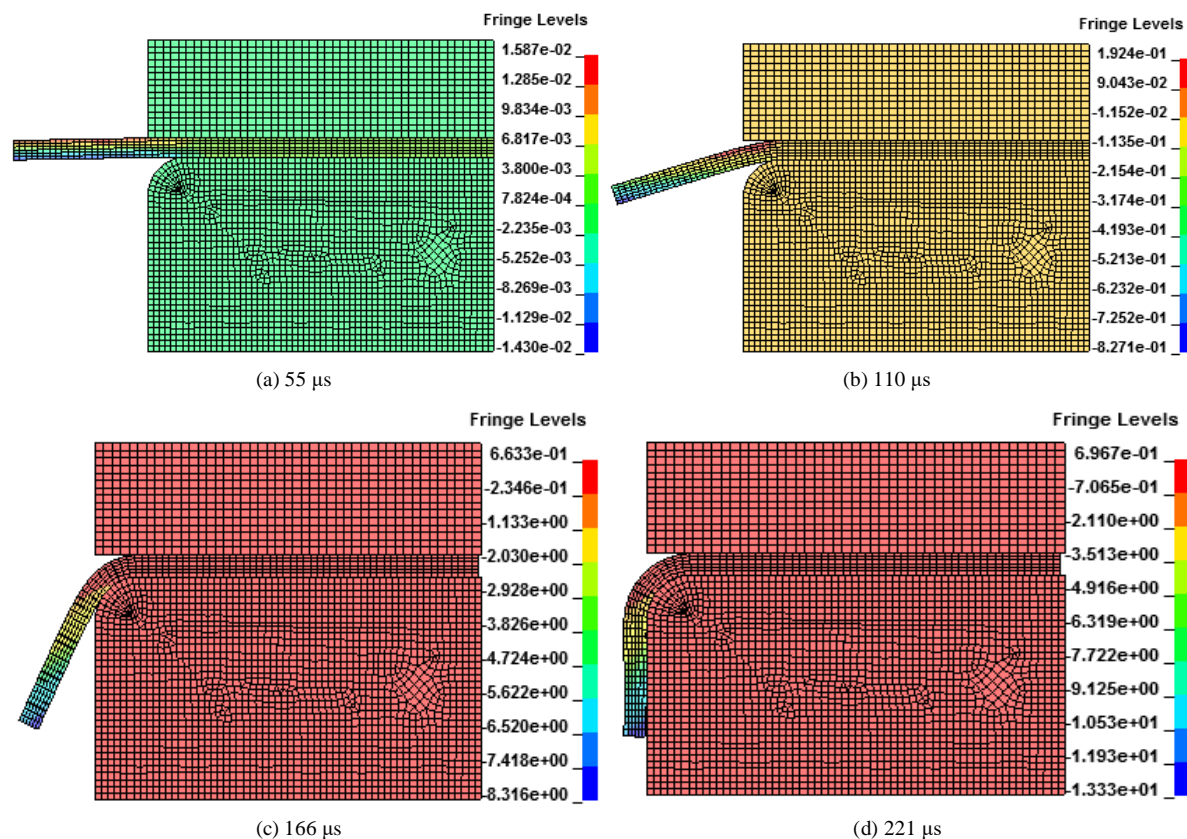 Fringe Levels
1.587e-02
1.285e-02
9.834e-03
6.817e-03
3.800e-03
7.824e-04
-2.235e-03
-5.252e-03
-8.269e-03
-1.129e-02
-1.430e-02
(a) 55 μs
Fringe Levels
1.924e-01
9.043e-02
-1.152e-02
-1.135e-01
-2.154e-01
-3.174e-01
-4.193e-01
-5.213e-01
-6.232e-01
-7.252e-01
-8.271e-01
(b) 110 μs
Fringe Levels
6.633e-01
-2.346e-01
-1.133e+00
-2.030e+00
-2.928e+00
-3.826e+00
-4.724e+00
-5.622e+00
-6.520e+00
-7.418e+00
-8.316e+00
(c) 166 μs
Fringe Levels
6.967e-01
-7.065e-01
-2.110e+00
-3.513e+00
-4.916e+00
-6.319e+00
-7.722e+00
-9.125e+00
-1.053e+01
-1.193e+01
-1.333e+01
(d) 221 μs